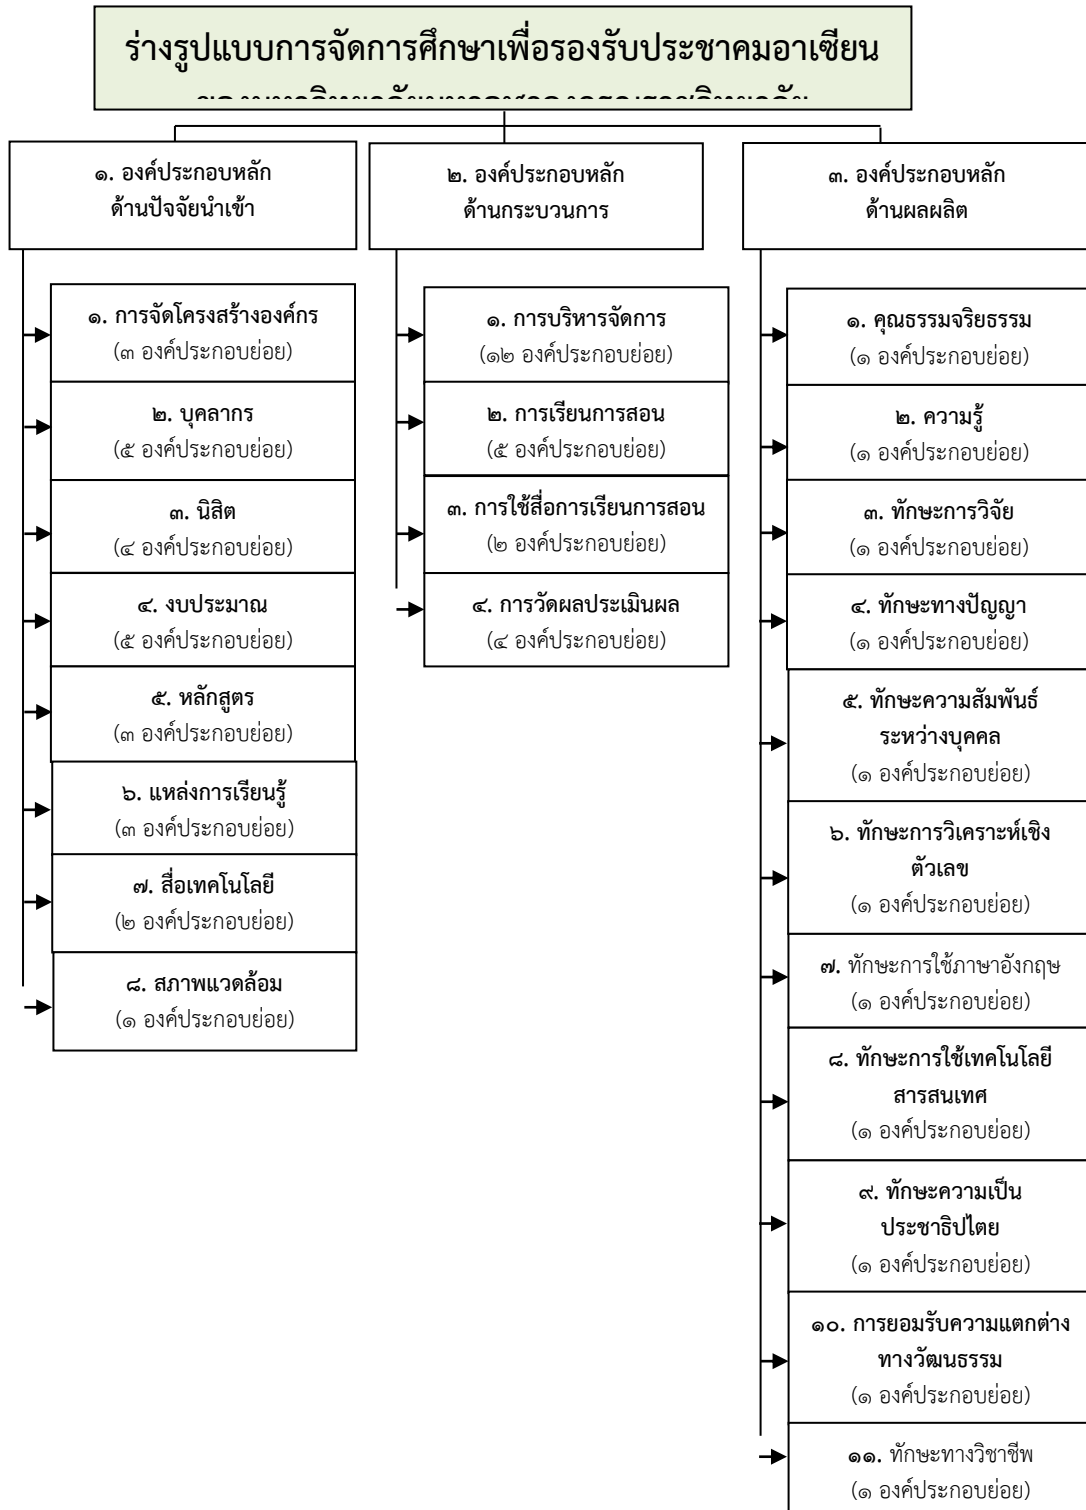 ร่างรูปแบบการจัดการศึกษาเพื่อรองรับประชาคมอาเซียน
๑. องค์ประกอบหลัก
ด้านปัจจัยนำเข้า
๑. การจัดโครงสร้างองค์กร
(๓ องค์ประกอบย่อย)
๒. บุคลากร
(๕ องค์ประกอบย่อย)
๓. นิสิต
(๔ องค์ประกอบย่อย)
๔. งบประมาณ
(๕ องค์ประกอบย่อย)
๕. หลักสูตร
(๓ องค์ประกอบย่อย)
๖. แหล่งการเรียนรู้
(๓ องค์ประกอบย่อย)
๗. สื่อเทคโนโลยี
(๒ องค์ประกอบย่อย)
๘. สภาพแวดล้อม
(๑ องค์ประกอบย่อย)
๒. องค์ประกอบหลัก
ด้านกระบวนการ
๑. การบริหารจัดการ
(๑๒ องค์ประกอบย่อย)
๒. การเรียนการสอน
(๕ องค์ประกอบย่อย)
๓. การใช้สื่อการเรียนการสอน
(๒ องค์ประกอบย่อย)
๔. การวัดผลประเมินผล
(๔ องค์ประกอบย่อย)
๓. องค์ประกอบหลัก
ด้านผลผลิต
๑. คุณธรรมจริยธรรม
(๑ องค์ประกอบย่อย)
๒. ความรู้
(๑ องค์ประกอบย่อย)
๓. ทักษะการวิจัย
(๑ องค์ประกอบย่อย)
๔. ทักษะทางปัญญา
(๑ องค์ประกอบย่อย)
๕. ทักษะความสัมพันธ์
ระหว่างบุคคล
(๑ องค์ประกอบย่อย)
๖. ทักษะการวิเคราะห์เชิง
ตัวเลข
(๑ องค์ประกอบย่อย)
๗. ทักษะการใช้ภาษาอังกฤษ
(๑ องค์ประกอบย่อย)
๘. ทักษะการใช้เทคโนโลยี
สารสนเทศ
(๑ องค์ประกอบย่อย)
๙. ทักษะความเป็น
ประชาธิปไตย
(๑ องค์ประกอบย่อย)
๑๐. การยอมรับความแตกต่าง
ทางวัฒนธรรม
(๑ องค์ประกอบย่อย)
๑๑. ทักษะทางวิชาชีพ
(๑ องค์ประกอบย่อย)